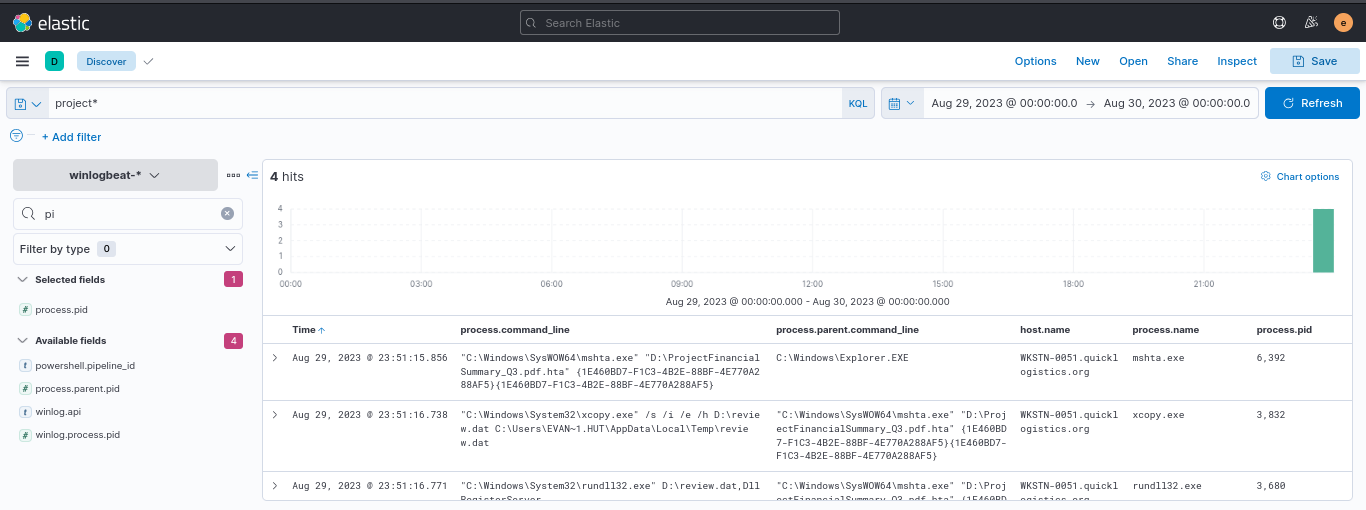 elastic
Search Elastic
e
D
Discover
Options
New
Open
Share
Inspect
Save
project*
KQL
Aug 29, 2023 @ 00:00:00.0
→
Aug 30, 2023 @ 00:00:00.0
Refresh
+ Add filter
winlogbeat-*
pi
Filter by type 0
Selected fields 1
# process.pid
Available fields 4
t powershell.pipeline_id
# process.parent.pid
t winlog.api
# winlog.process.pid
4 hits
Chart options
4
3
2
1
0
00:00 03:00 06:00 09:00 12:00 15:00 18:00 21:00
Aug 29, 2023 @ 00:00:00.000 - Aug 30, 2023 @ 00:00:00.000
Time ↑ process.command_line process.parent.command_line host.name process.name process.pid
Aug 29, 2023 @ 23:51:15.856
"C:\Windows\SysWOW64\mshta.exe" "D:\ProjectFinancial
Summary_Q3.pdf.hta" {1E460BD7-F1C3-4B2E-88BF-4E770A2
88AF5}{1E460BD7-F1C3-4B2E-88BF-4E770A288AF5}
C:\Windows\Explorer.EXE
WKSTN-0051.quickl
ogistics.org
mshta.exe
6,392
Aug 29, 2023 @ 23:51:16.738
"C:\Windows\System32\xcopy.exe" /s /i /e /h D:\revie
w.dat C:\Users\EVAN~1.HUT\AppData\Local\Temp\revie
w.dat
"C:\Windows\SysWOW64\mshta.exe" "D:\Proj
ectFinancialSummary_Q3.pdf.hta" {1E460BD
7-F1C3-4B2E-88BF-4E770A288AF5}{1E460BD7-
F1C3-4B2E-88BF-4E770A288AF5}
WKSTN-0051.quickl
ogistics.org
xcopy.exe
3,832
Aug 29, 2023 @ 23:51:16.771
"C:\Windows\System32\rundll32.exe" D:\review.dat,Dll
RegisterServer
"C:\Windows\SysWOW64\mshta.exe" "D:\Proj
ectFinancialSummary_Q3.pdf.hta" {1E460BD
WKSTN-0051.quickl
ogistics.org
rundll32.exe
3,680